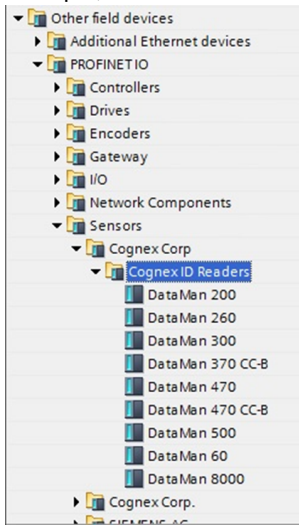 Other field devices
Additional Ethernet devices
PROFINET IO
Controllers
Drives
Encoders
Gateway
I/O
Network Components
Sensors
Cognex Corp
Cognex ID Readers
DataMan 200
DataMan 260
DataMan 300
DataMan 370 CC-B
DataMan 470
DataMan 470 CC-B
DataMan 500
DataMan 60
DataMan 8000
Cognex Corp.
SIEMENS AG